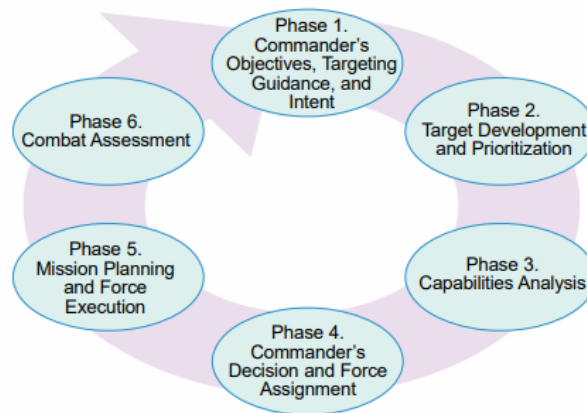 Phase 1.
Commander's
Objectives, Targeting
Guidance, and
Intent
Phase 2.
Target Development
and Prioritization
Phase 3.
Capabilities Analysis
Phase 4.
Commander's
Decision and Force
Assignment
Phase 5.
Mission Planning
and Force
Execution
Phase 6.
Combat Assessment